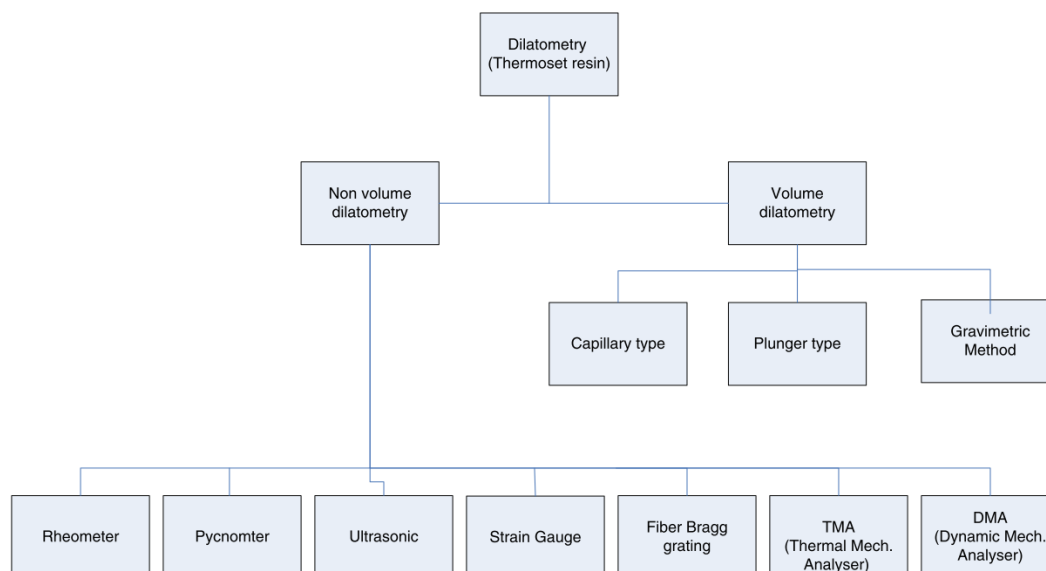 Dilatometry
(Thermoset resin)
Non volume
dilatometry
Volume
dilatometry
Capillary type
Plunger type
Gravimetric
Method
Rheometer
Pycnomter
Ultrasonic
Strain Gauge
Fiber Bragg
grating
TMA
(Thermal Mech.
Analyser)
DMA
(Dynamic Mech.
Analyser)